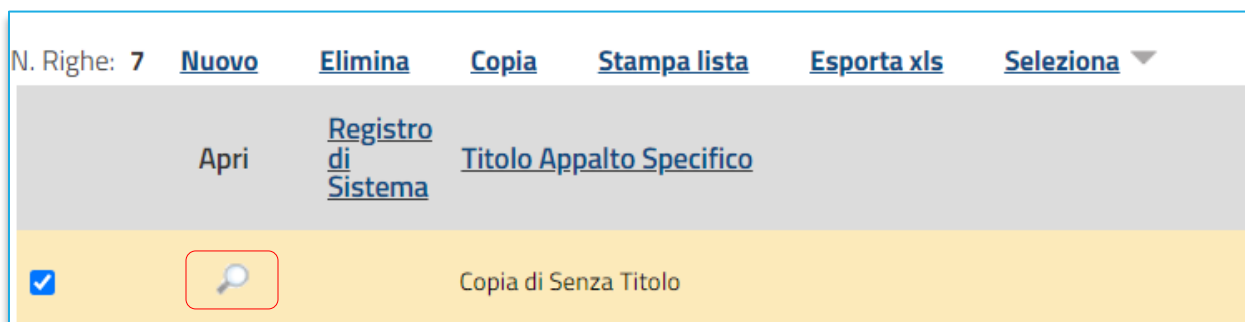 N. Righe: 7 Nuovo Elimina Copia Stampa lista Esporta xls Seleziona
Apri
Registro
di
Sistema
Titolo Appalto Specifico
Copia di Senza Titolo